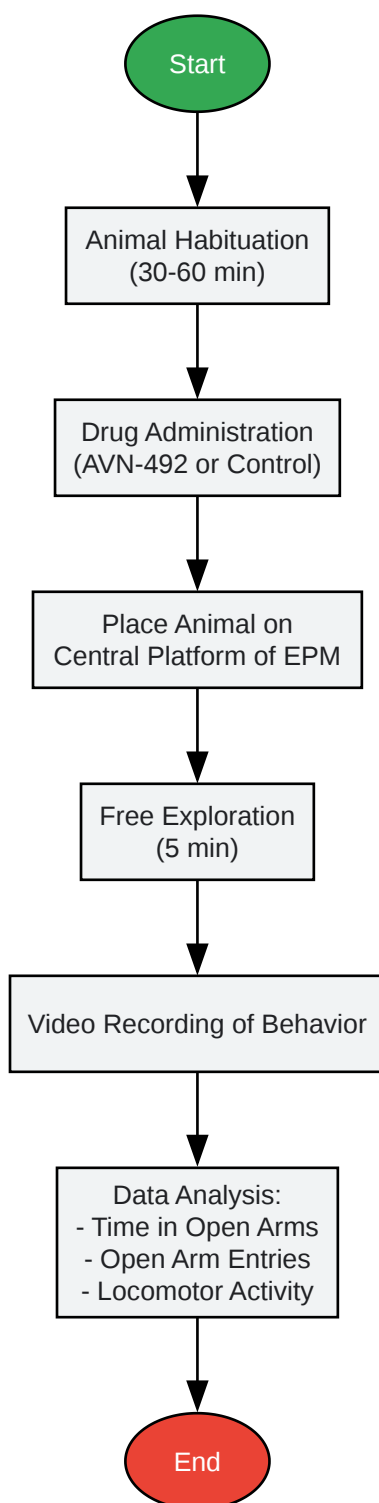 Start
Animal Habituation
(30-60 min)
Drug Administration
(AVN-492 or Control)
Place Animal on
Central Platform of EPM
Free Exploration
(5 min)
Video Recording of Behavior
Data Analysis:
- Time in Open Arms
- Open Arm Entries
- Locomotor Activity
End